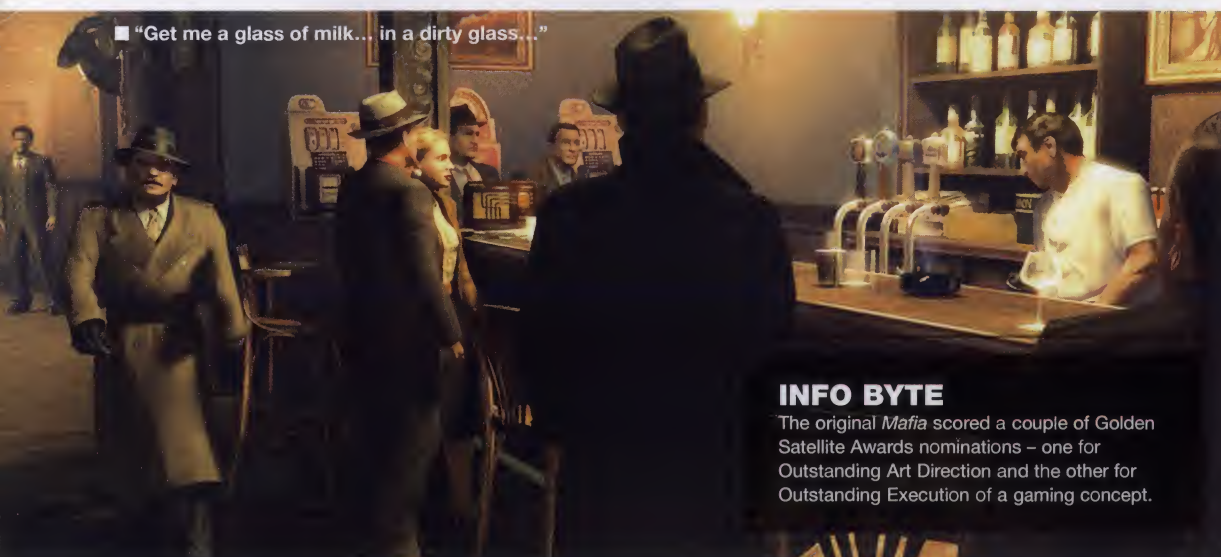 ■ “Get me a glass of milk... in a dirty glass...”
INFO BYTE
The original Mafia scored a couple of Golden
Satellite Awards nominations – one for
Outstanding Art Direction and the other for
Outstanding Execution of a gaming concept.